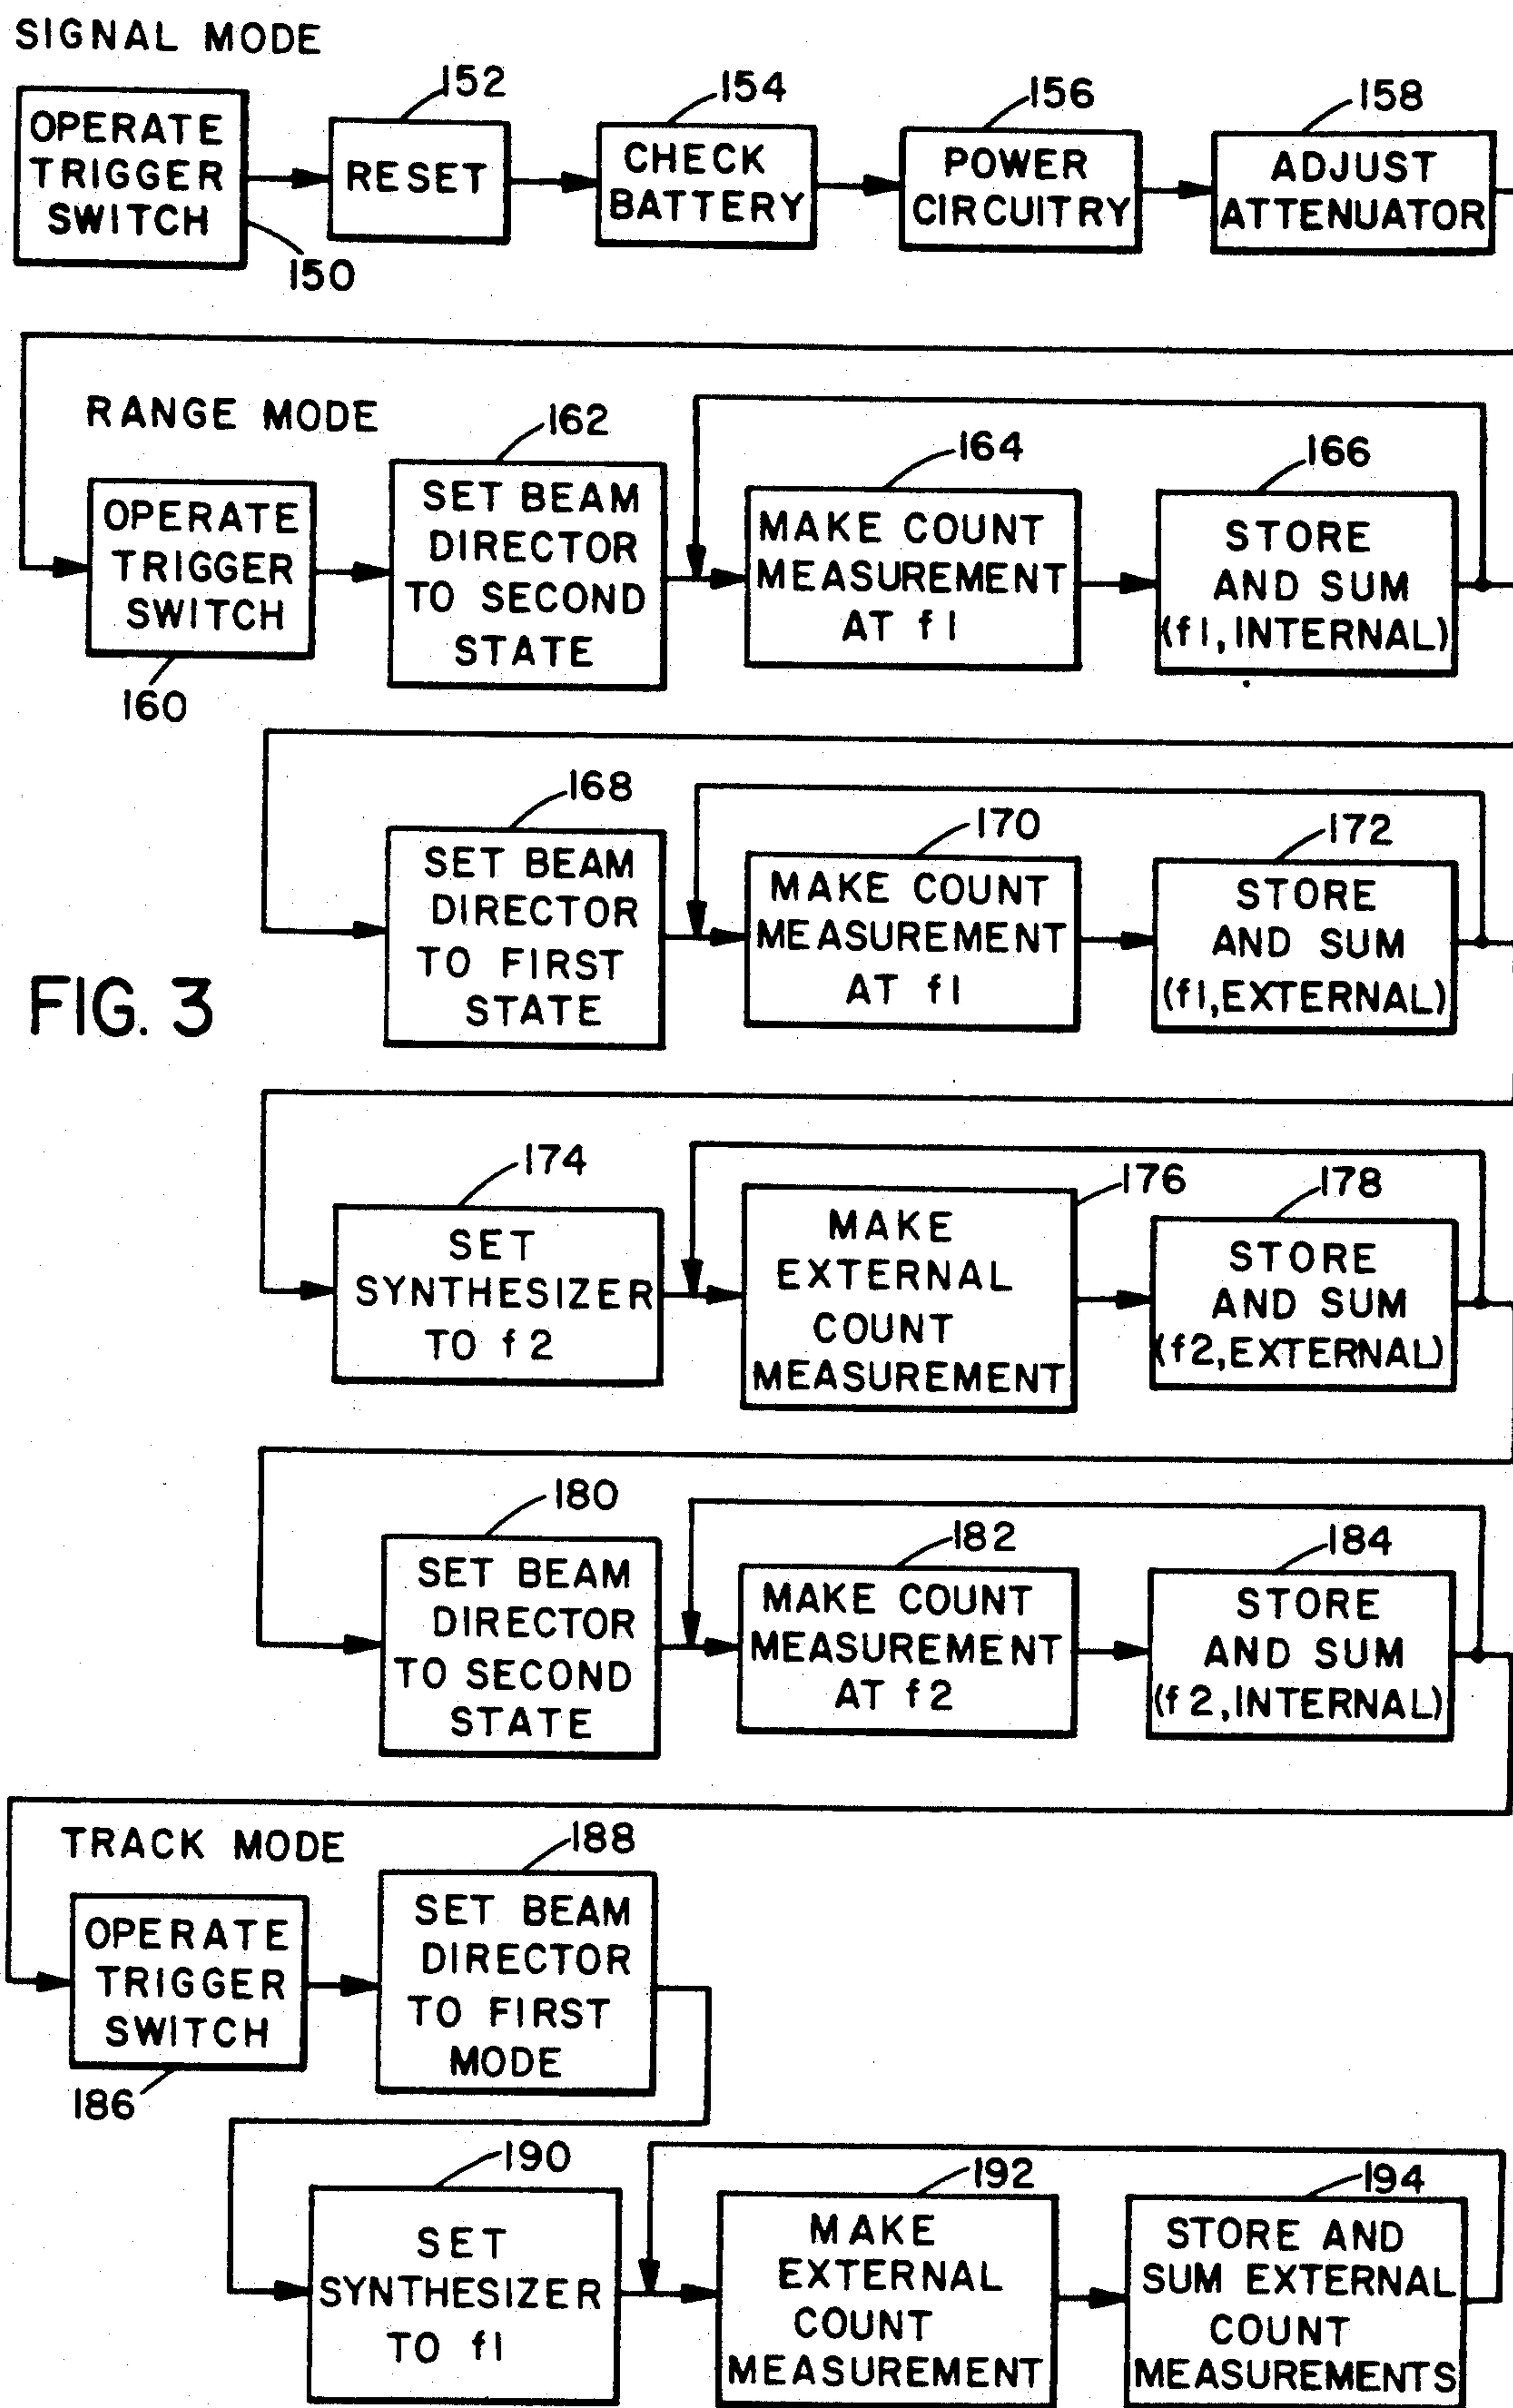 SIGNAL MODE
OPERATE
TRIGGER
SWITCH
150
152
RESET
154
CHECK
BATTERY
156
POWER
CIRCUITRY
158
ADJUST
ATTENUATOR
RANGE MODE
OPERATE
TRIGGER
SWITCH
160
162
SET BEAM
DIRECTOR
TO SECOND
STATE
164
MAKE COUNT
MEASUREMENT
AT f1
166
STORE
AND SUM
(f1, INTERNAL)
168
SET BEAM
DIRECTOR
TO FIRST
STATE
170
MAKE COUNT
MEASUREMENT
AT f1
172
STORE
AND SUM
(f1,EXTERNAL)
FIG. 3
174
SET
SYNTHESIZER
TO f2
176
MAKE
EXTERNAL
COUNT
MEASUREMENT
178
STORE
AND SUM
(f2,EXTERNAL)
180
SET BEAM
DIRECTOR
TO SECOND
STATE
182
MAKE COUNT
MEASUREMENT
AT f2
184
STORE
AND SUM
(f2,INTERNAL)
TRACK MODE
OPERATE
TRIGGER
SWITCH
186
188
SET BEAM
DIRECTOR
TO FIRST
MODE
190
SET
SYNTHESIZER
TO f1
192
MAKE
EXTERNAL
COUNT
MEASUREMENT
194
STORE AND
SUM EXTERNAL
COUNT
MEASUREMENTS